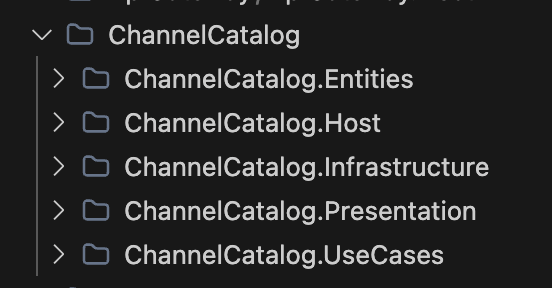 ChannelCatalog
ChannelCatalog.Entities
ChannelCatalog.Host
ChannelCatalog.Infrastructure
ChannelCatalog.Presentation
ChannelCatalog.UseCases